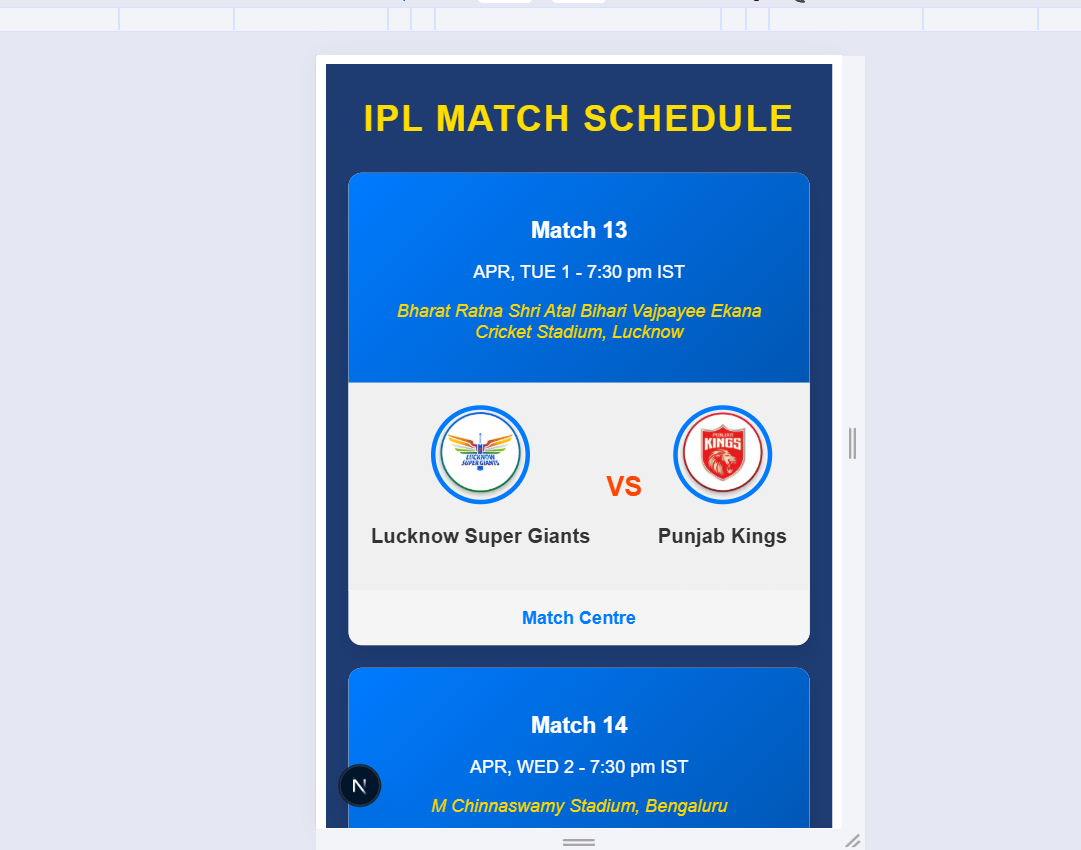 IPL MATCH SCHEDULE
Match 13
APR, TUE 1 - 7:30 pm IST
Bharat Ratna Shri Atal Bihari Vajpayee Ekana
Cricket Stadium, Lucknow
LUCKNOW
SUPER GIANTS
PUNJAB
KINGS
VS
Lucknow Super Giants
Punjab Kings
Match Centre
Match 14
APR, WED 2 - 7:30 pm IST
N
M Chinnaswamy Stadium, Bengaluru